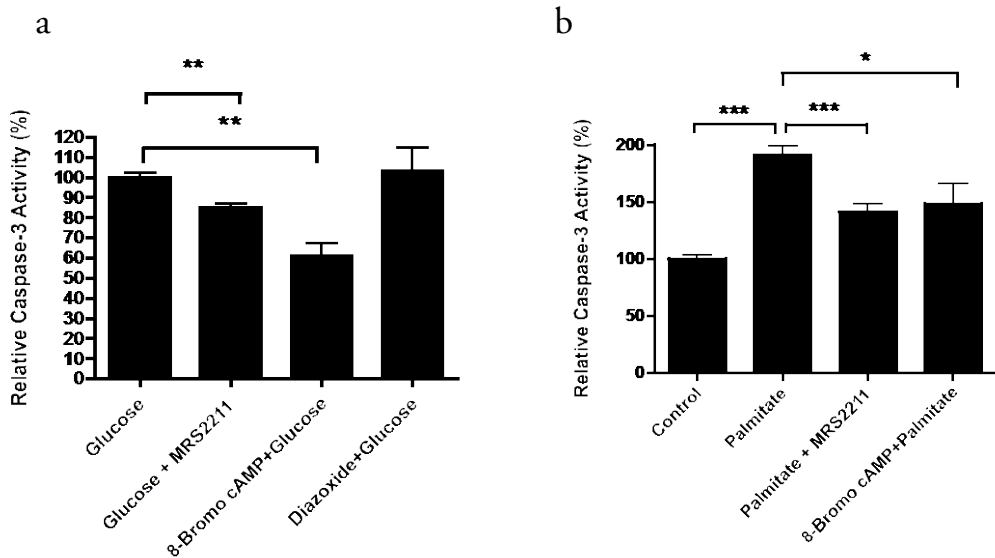 a
**
**
Relative Caspase-3 Activity (%)
120
110
100
90
80
70
60
50
40
30
20
10
0
Glucose
Glucose + MRS2211
8-Bromo cAMP+Glucose
Diazoxide+Glucose
b
*
***
***
Relative Caspase-3 Activity (%)
200
150
100
50
0
Control
Palmitate
Palmitate + MRS2211
8-Bromo cAMP+Palmitate